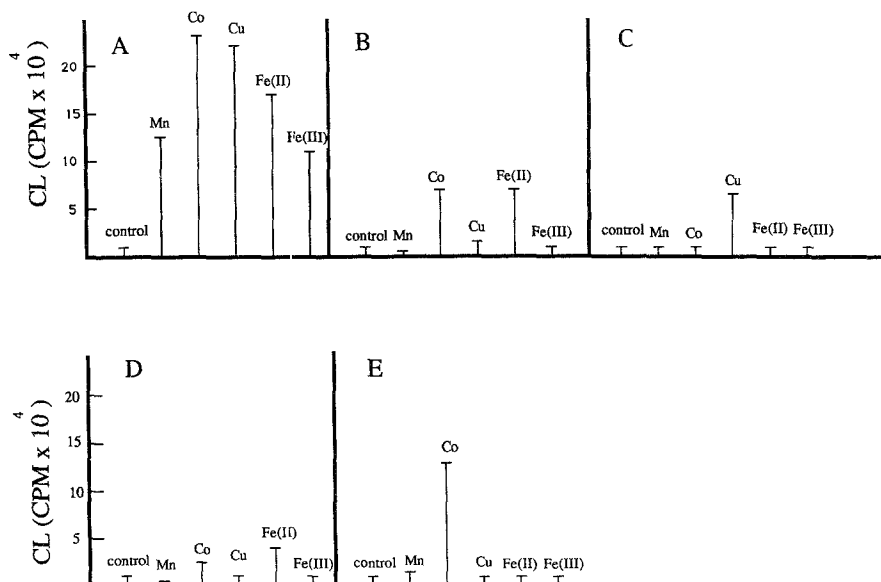 A
B
C
CL (CPM x 10⁴)
20
15
10
5
control
Mn
Co
Cu
Fe(II)
Fe(III)
control
Mn
Co
Cu
Fe(II)
Fe(III)
control
Mn
Co
Cu
Fe(II)
Fe(III)
D
E
CL (CPM x 10⁴)
20
15
10
5
control
Mn
Co
Cu
Fe(II)
Fe(III)
control
Mn
Co
Cu
Fe(II)
Fe(III)